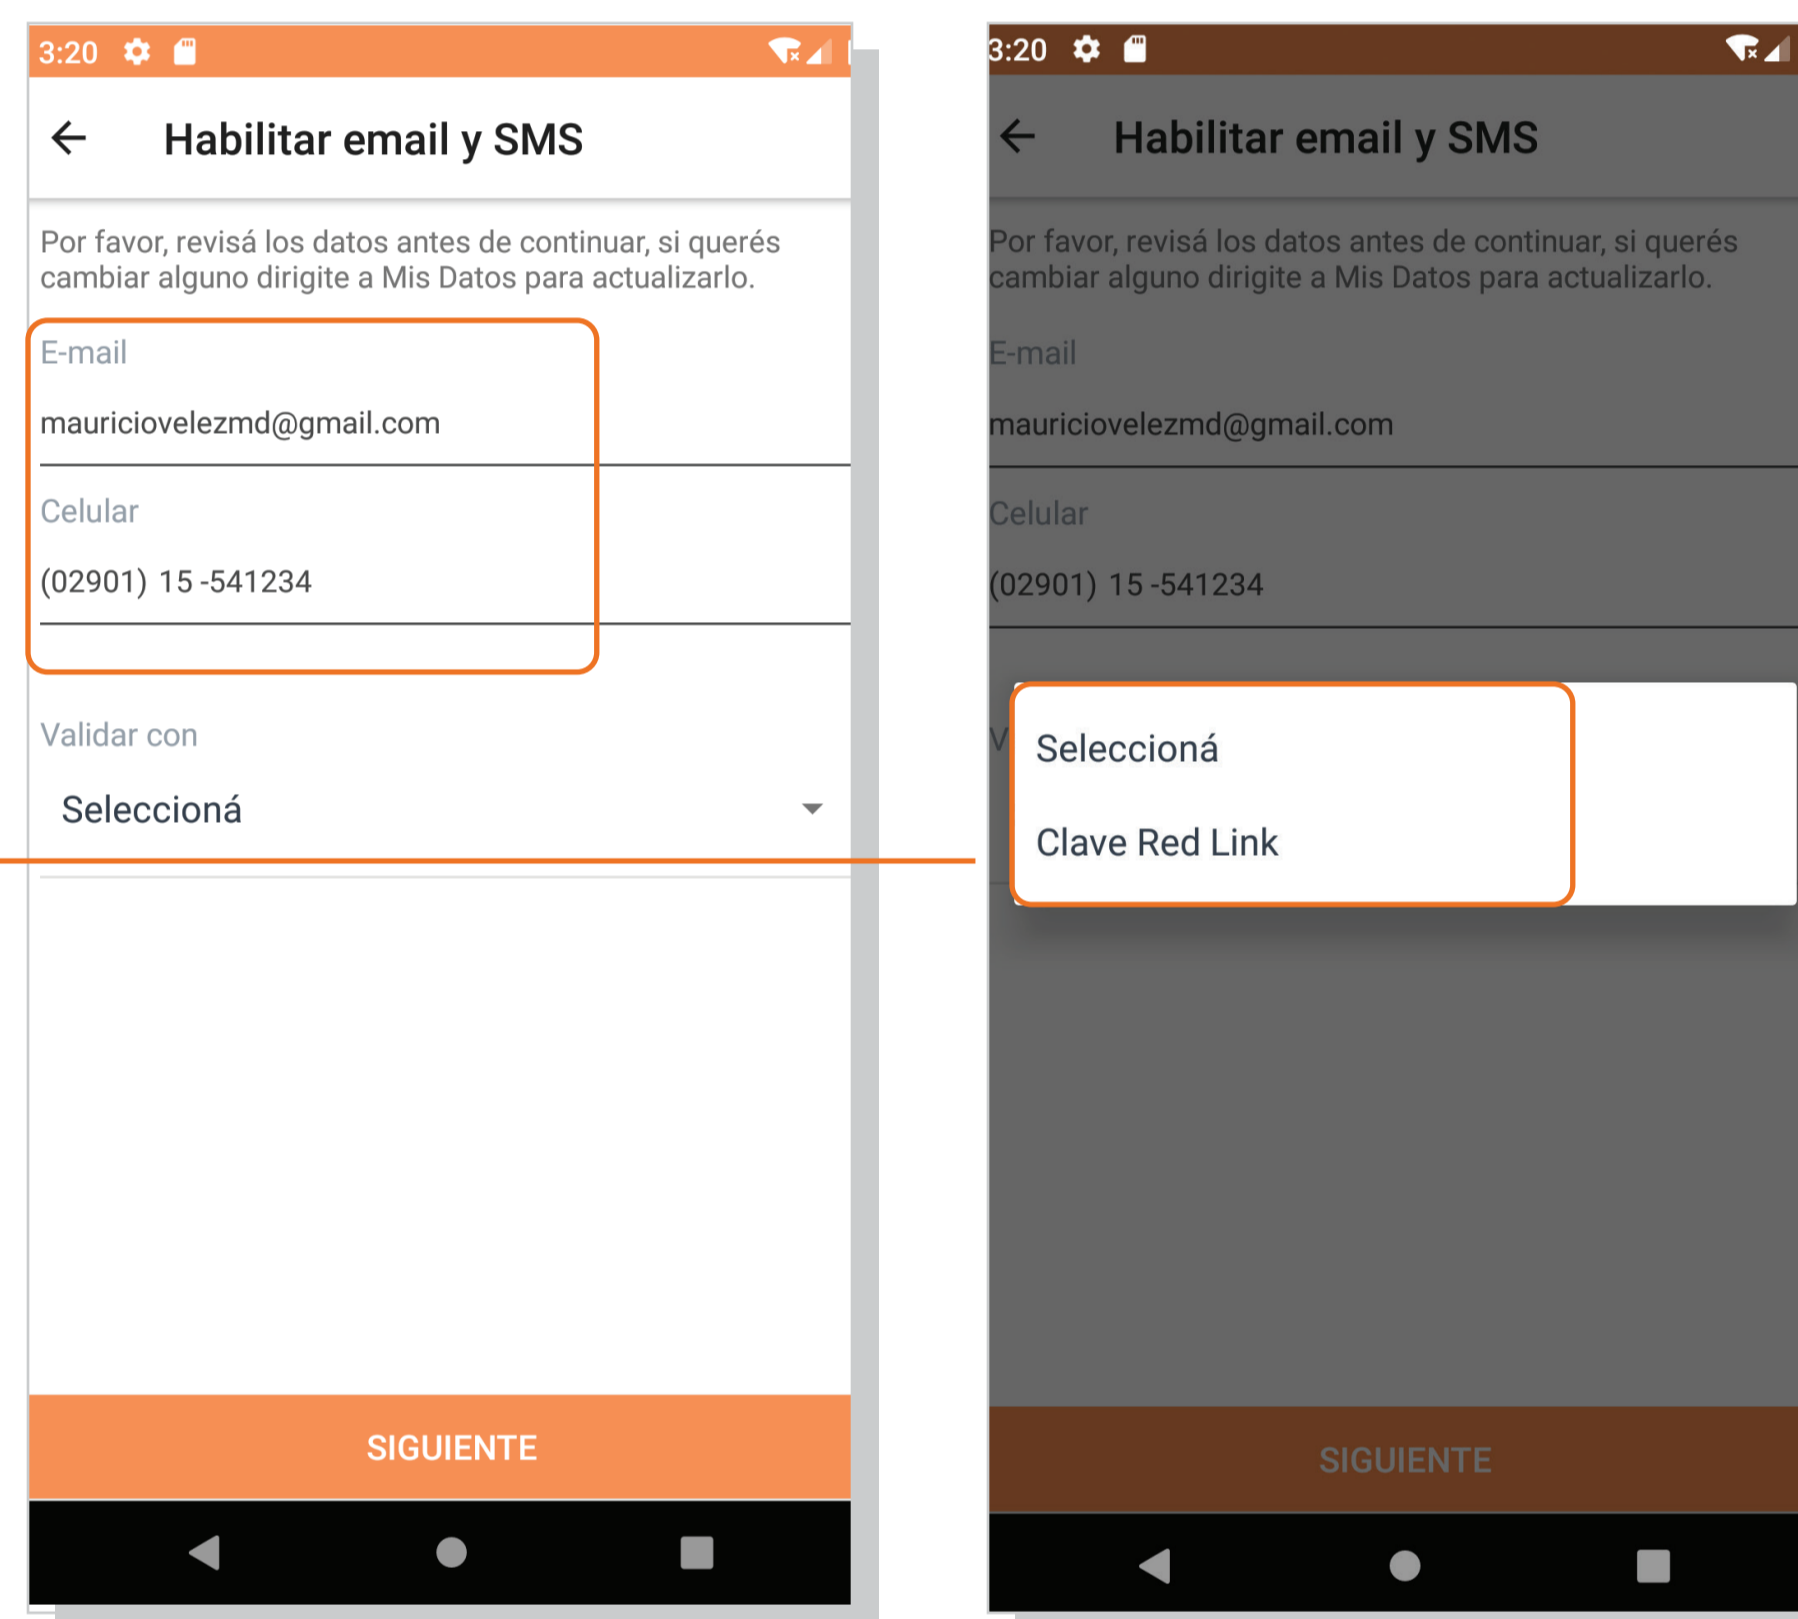 3:20
Habilitar email y SMS
Por favor, revisá los datos antes de continuar, si querés
cambiar alguno dirigite a Mis Datos para actualizarlo.
E-mail
mauriciovelezmd@gmail.com
Celular
(02901) 15 -541234
Validar con
Seleccioná
SIGUIENTE
3:20
Habilitar email y SMS
Por favor, revisá los datos antes de continuar, si querés
cambiar alguno dirigite a Mis Datos para actualizarlo.
E-mail
mauriciovelezmd@gmail.com
Celular
(02901) 15 -541234
V
Seleccioná
Clave Red Link
SIGUIENTE